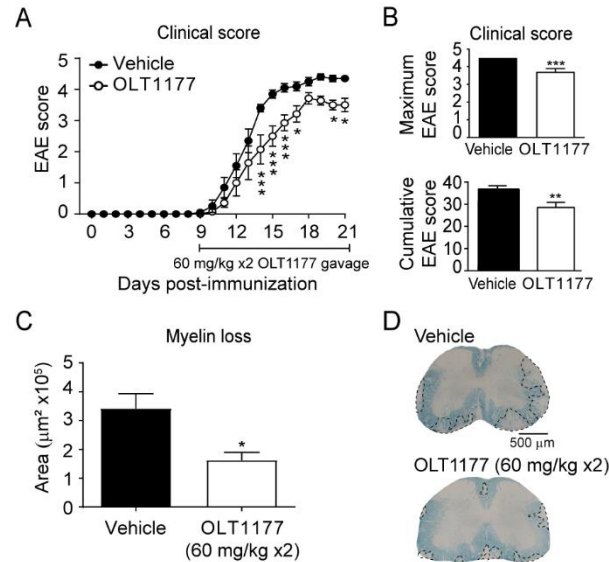 A
Clinical score
Vehicle
OLT1177
EAE score
5
4
3
2
1
0
***
***
***
*
*
*
0 3 6 9 12 15 18 21
60 mg/kg x2 OLT1177 gavage
Days post-immunization
B
Clinical score
Maximum
EAE score
5
4
3
2
1
0
***
Vehicle OLT1177
Cumulative
EAE score
40
30
20
10
0
**
Vehicle OLT1177
C
Myelin loss
Area (μm² x10⁵)
5
4
3
2
1
0
*
Vehicle
OLT1177
(60 mg/kg x2)
D
Vehicle
500 μm
OLT1177 (60 mg/kg x2)